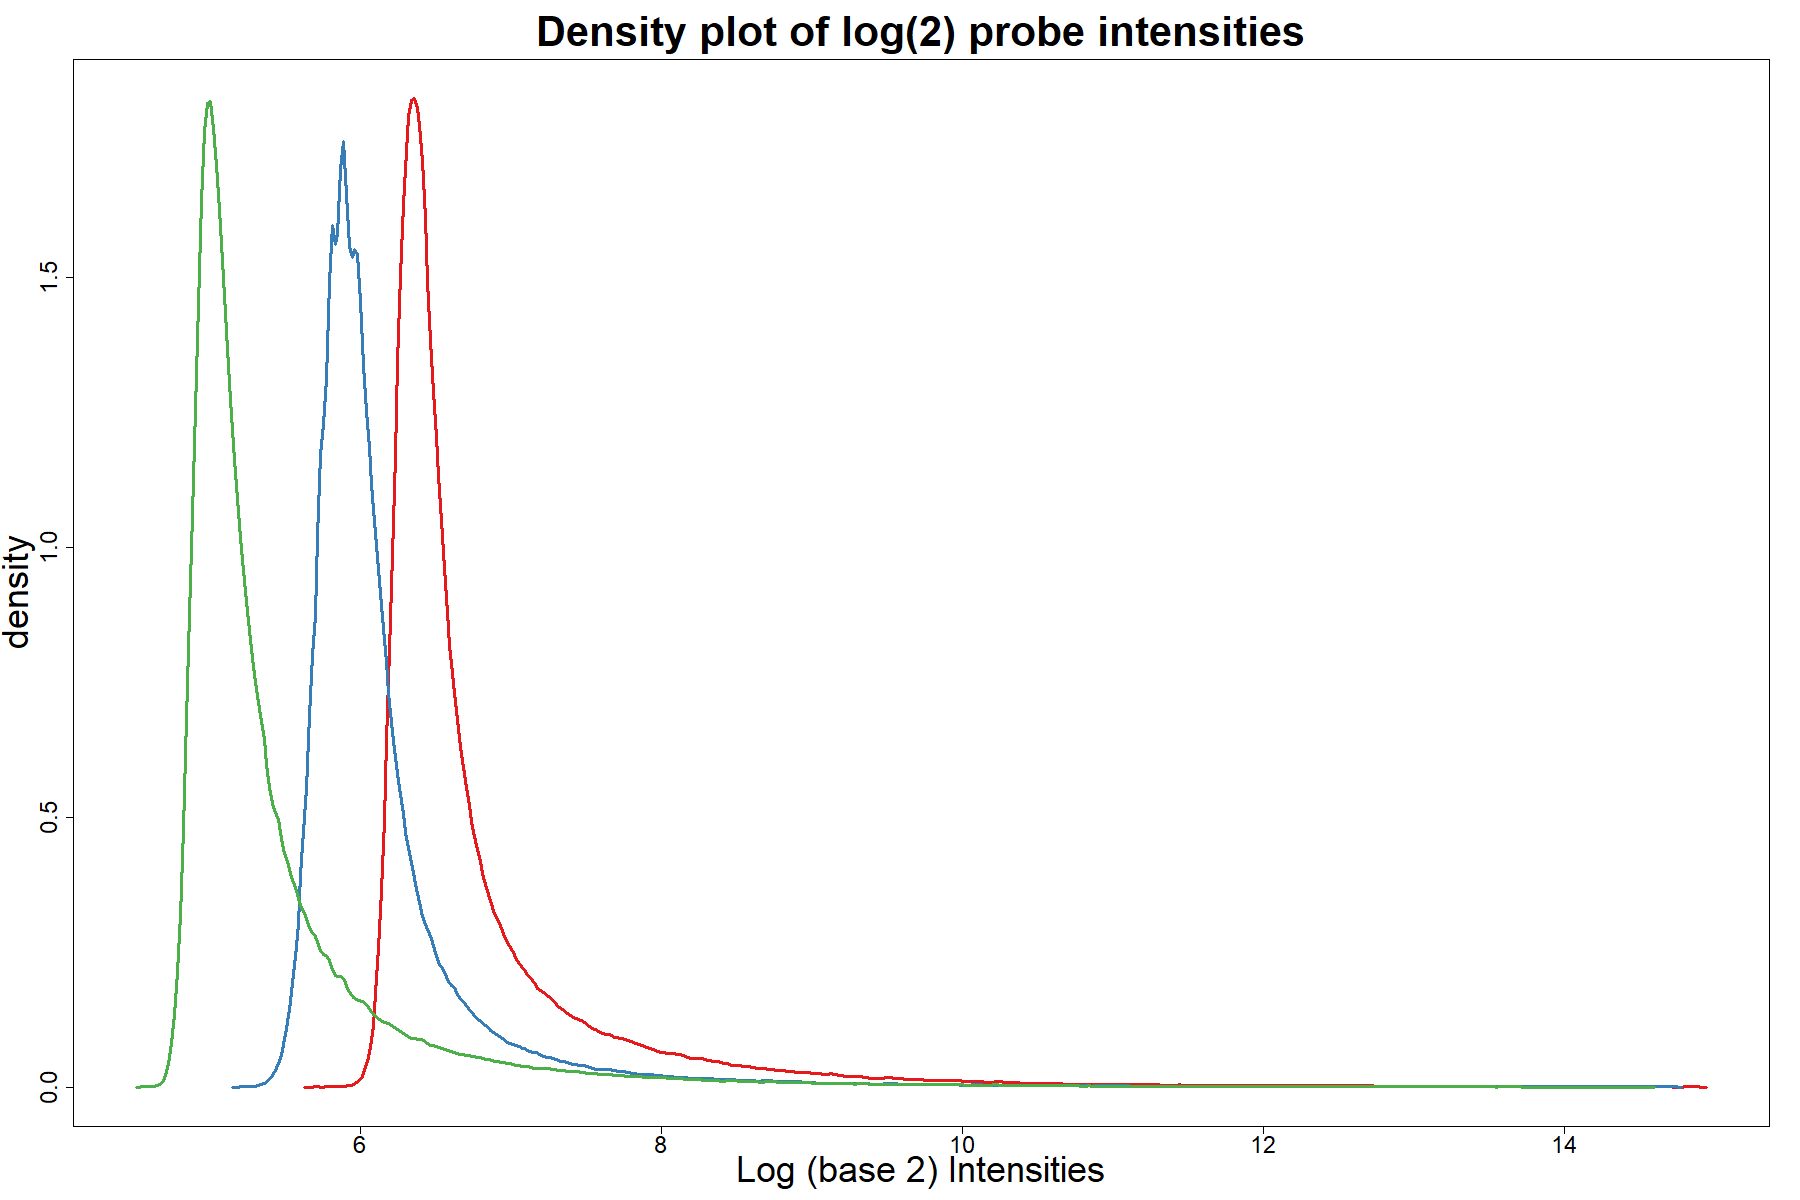 Density plot of log(2) probe intensities
density
1.5
1.0
0.5
0.0
6 8 10 12 14
Log (base 2) Intensities